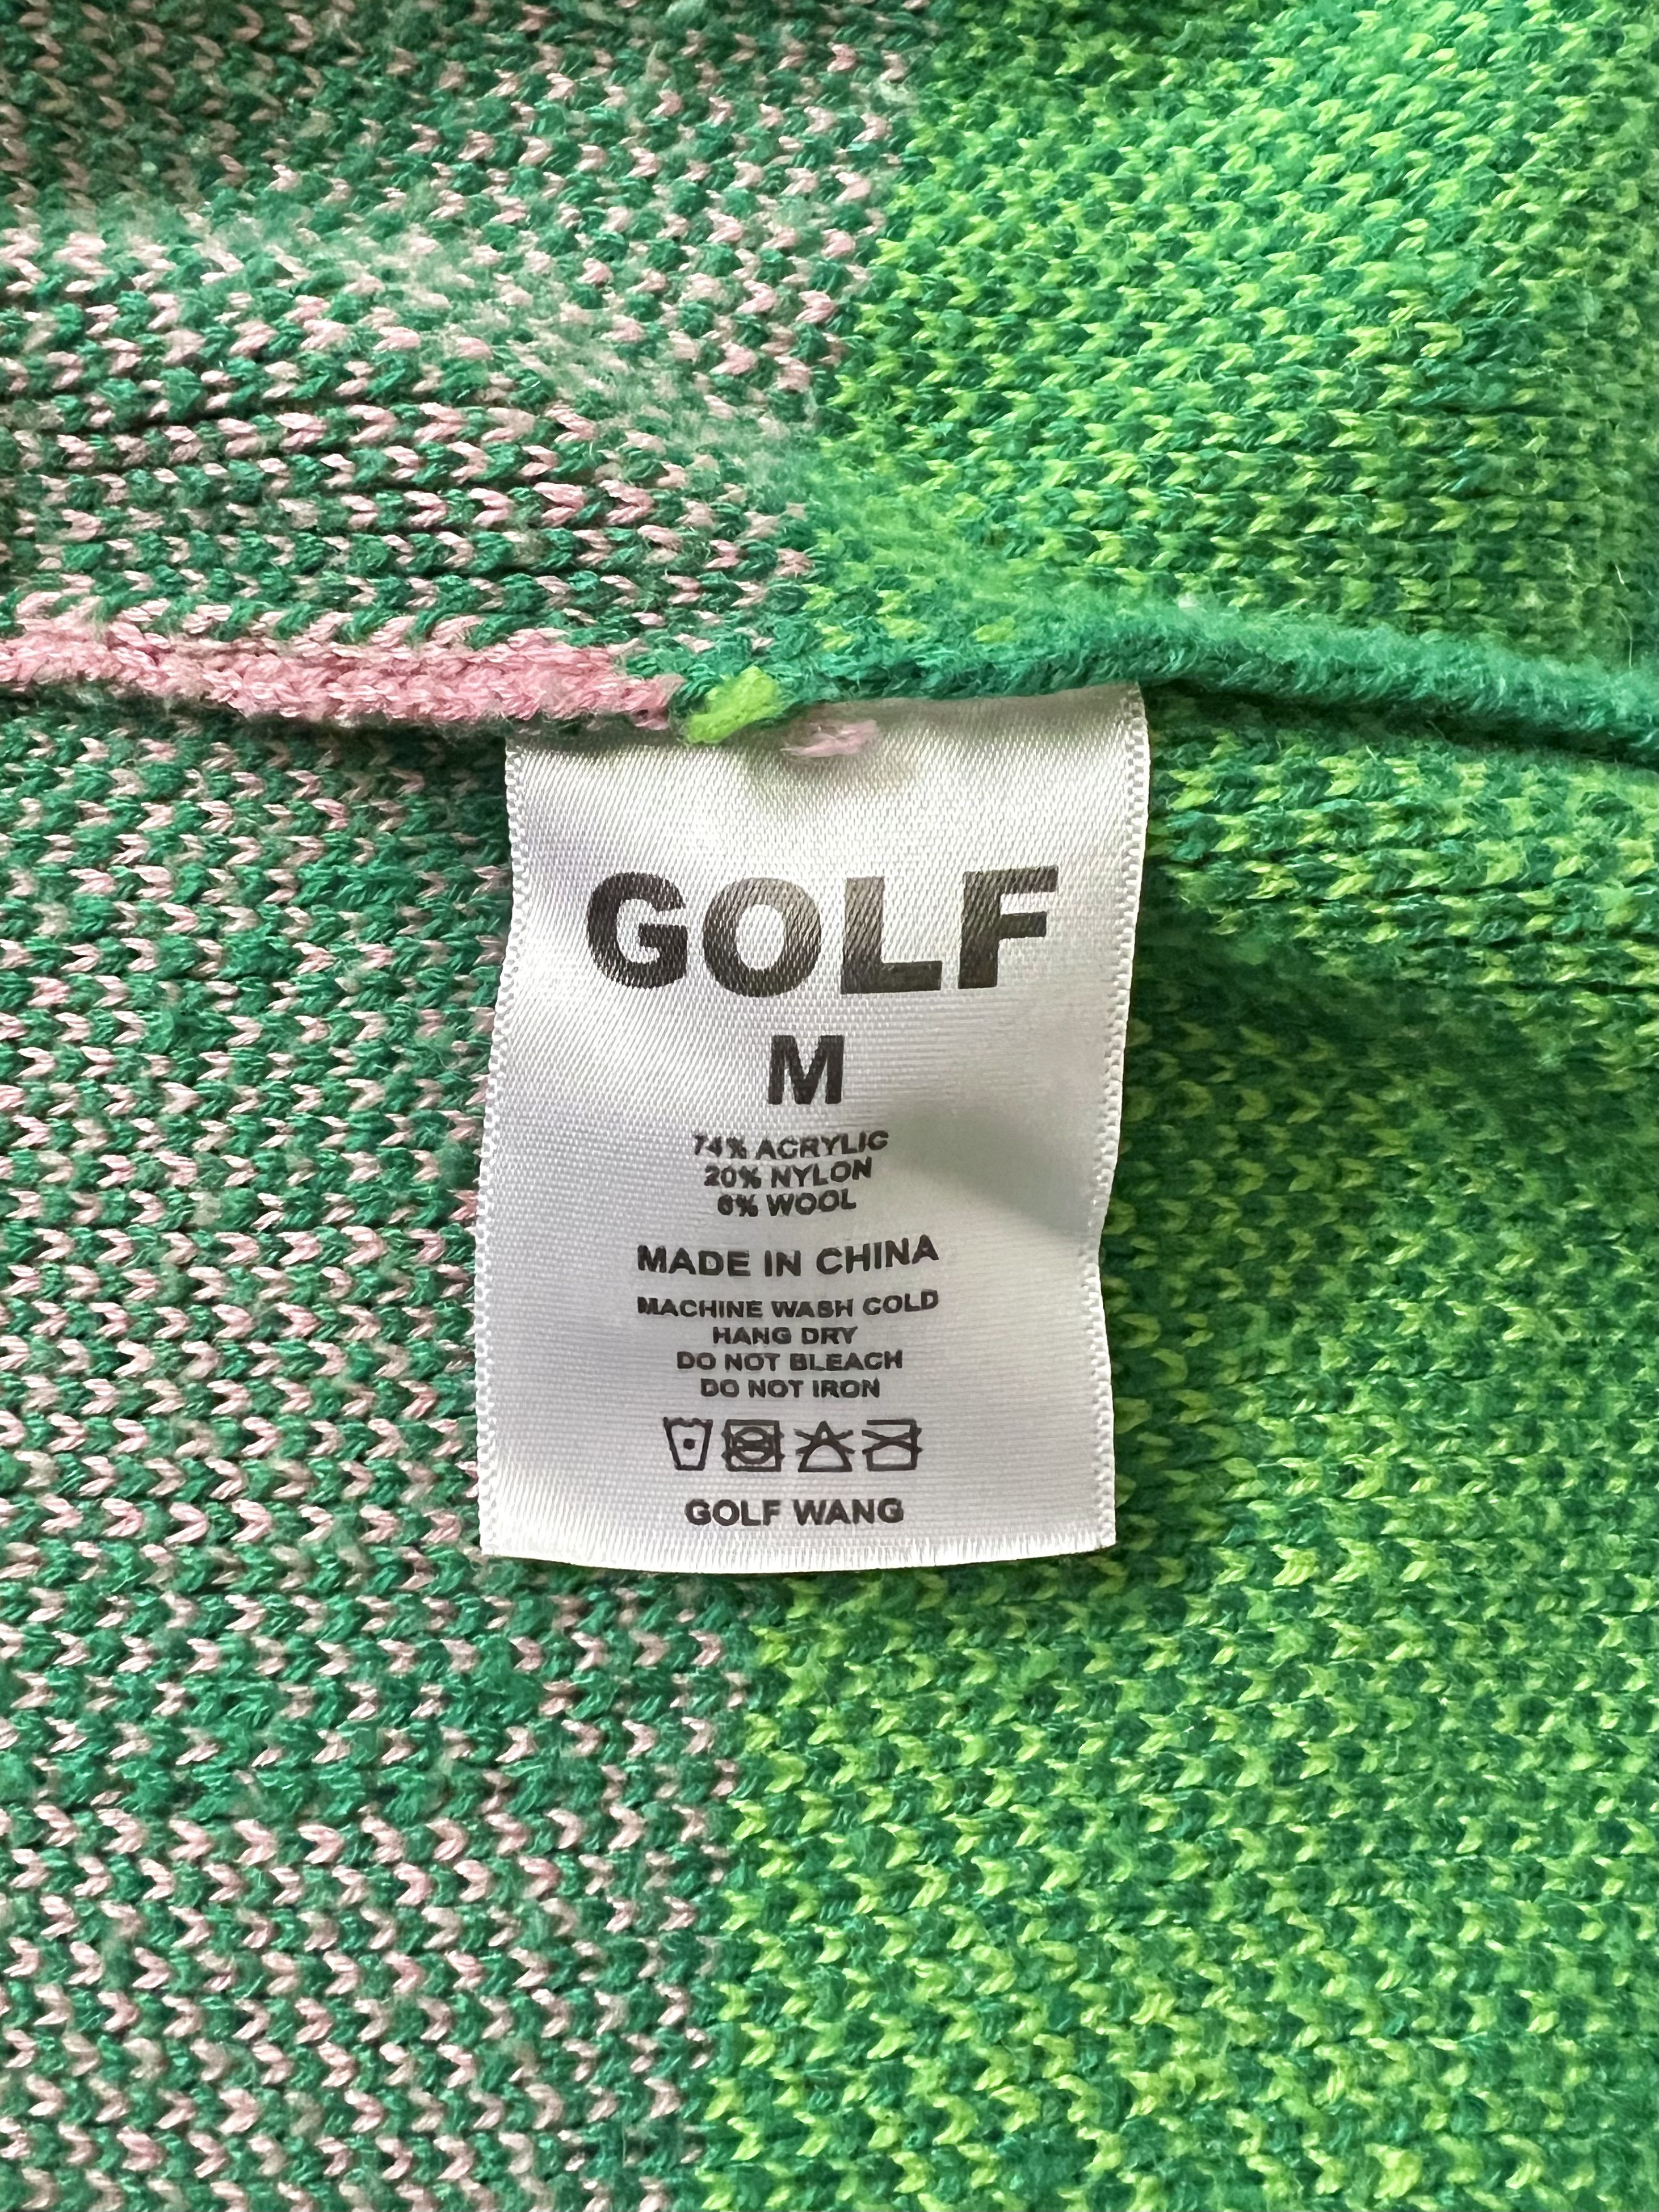 GOLF
M
74% ACRYLIC
20% NYLON
6% WOOL
MADE IN CHINA
MACHINE WASH COLD
HANG DRY
DO NOT BLEACH
DO NOT IRON
GOLF WANG